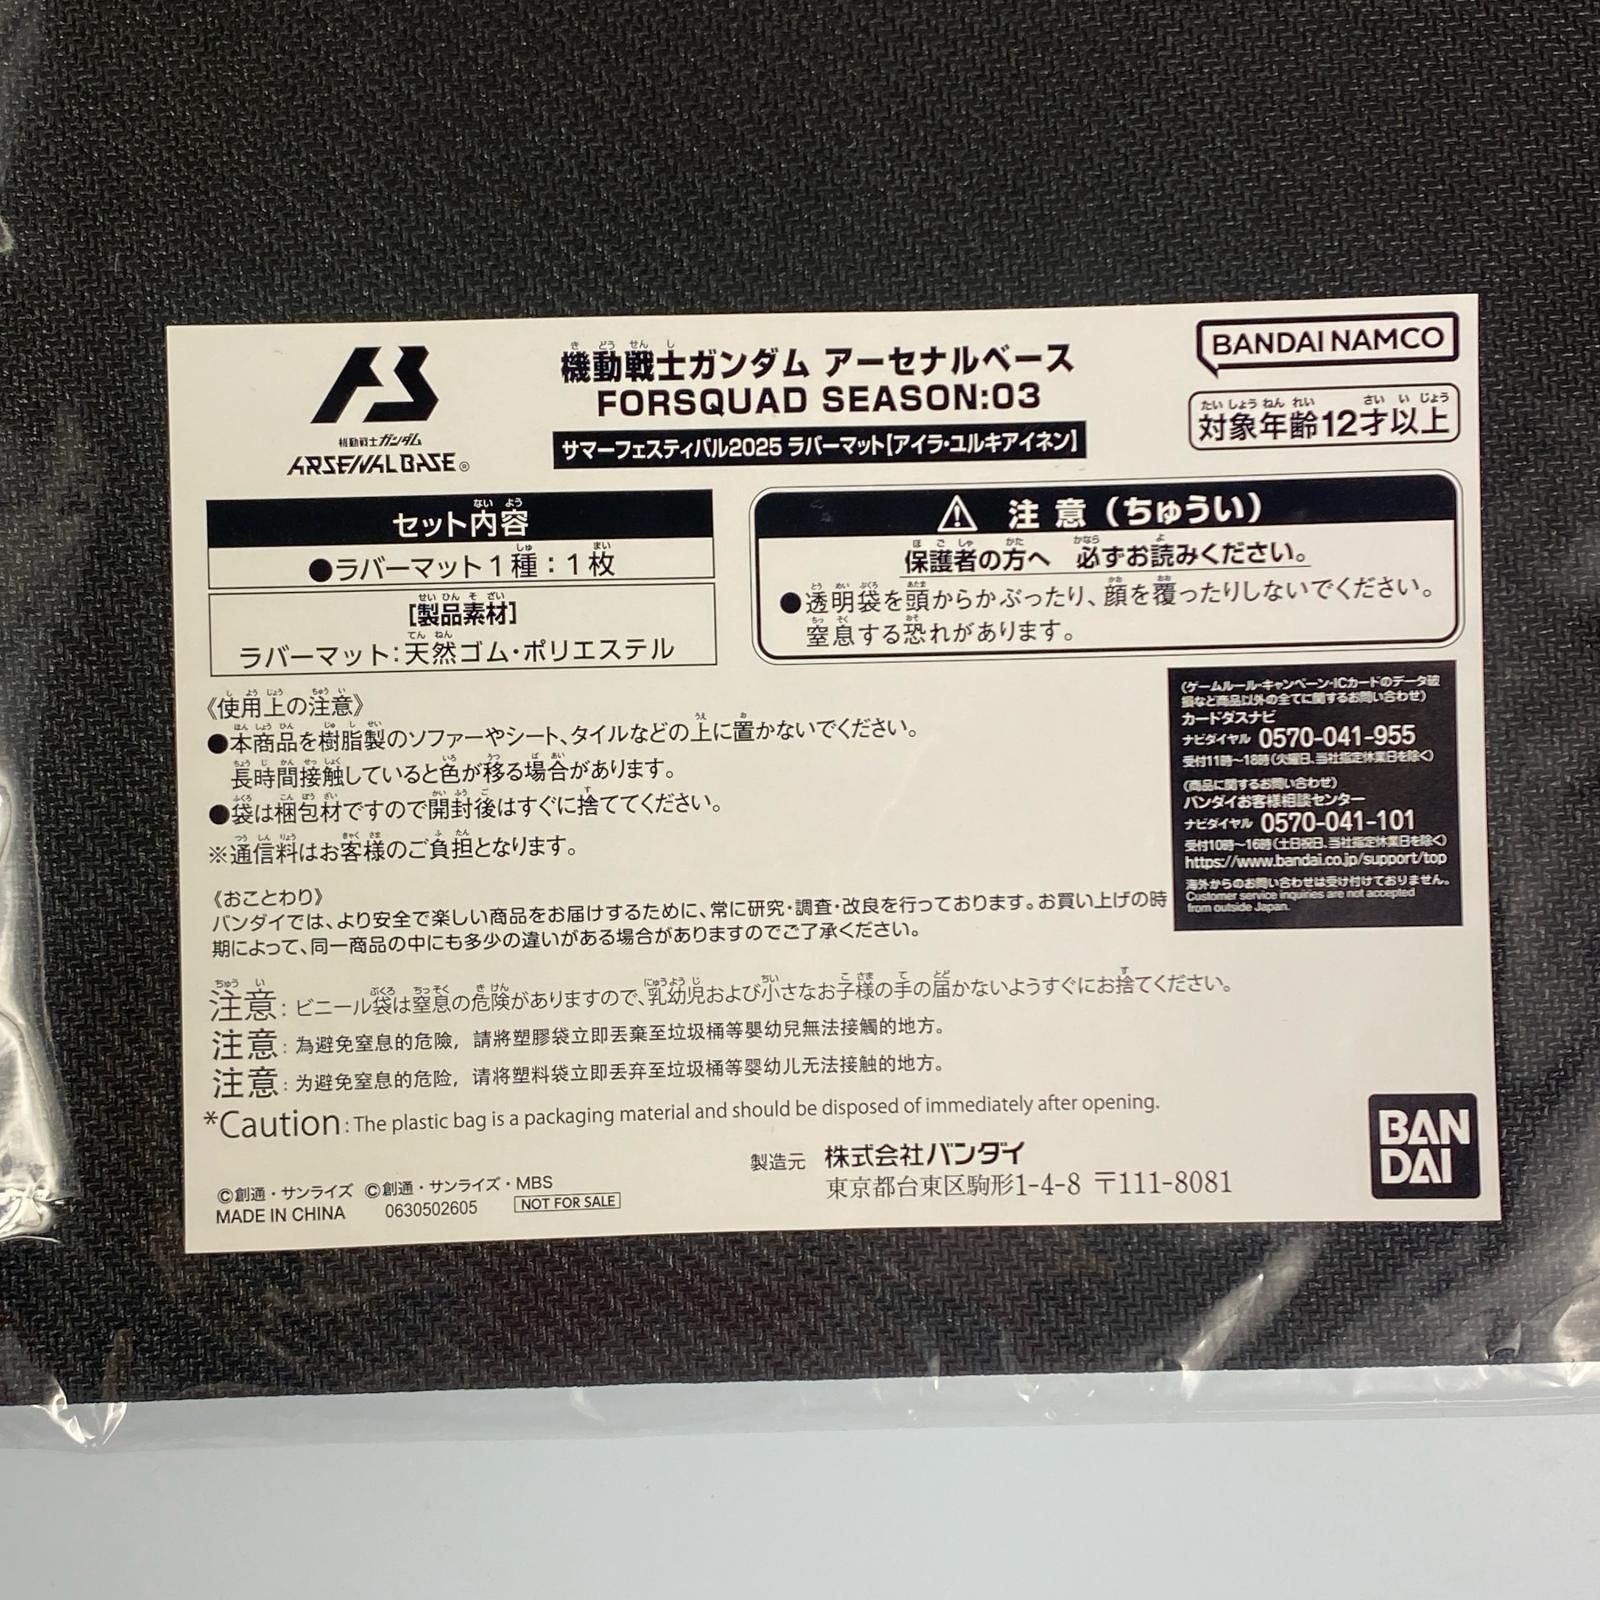 機動戦士ガンダム
ARSENAL BASE®
機動戦士ガンダム アーセナルベース
FORSQUAD SEASON:03
サマーフェスティバル2025 ラバーマット【アイラ・ユルキアイネン】
BANDAI NAMCO
対象年齢12才以上
セット内容
●ラバーマット1種：1枚
[製品素材]
ラバーマット：天然ゴム・ポリエステル
⚠ 注意（ちゅうい）
保護者の方へ 必ずお読みください。
●透明袋を頭からかぶったり、顔を覆ったりしないでください。
窒息する恐れがあります。
《使用上の注意》
●本商品を樹脂製のソファーやシート、タイルなどの上に置かないでください。
長時間接触していると色が移る場合があります。
●袋は梱包材ですので開封後はすぐに捨ててください。
※通信料はお客様のご負担となります。
《おことわり》
バンダイでは、より安全で楽しい商品をお届けするために、常に研究・調査・改良を行っております。お買い上げの時
期によって、同一商品の中にも多少の違いがある場合がありますのでご了承ください。
（ゲームルール・キャンペーン・ICカードのデータ破
損など商品以外の全てに関するお問い合わせ）
カードダスナビ
ナビダイヤル 0570-041-955
受付11時～18時（火曜日、当社指定休業日を除く）
（商品に関するお問い合わせ）
バンダイお客様相談センター
ナビダイヤル 0570-041-101
受付10時～16時（土日祝日、当社指定休業日を除く）
https://www.bandai.co.jp/support/top
海外からのお問い合わせは受け付けておりません。
Customer service inquiries are not accepted
from outside Japan.
注意：ビニール袋は窒息の危険がありますので、乳幼児および小さなお子様の手の届かないようすぐにお捨てください。
注意：為避免窒息的危險，請將塑膠袋立即丟棄至垃圾桶等嬰幼兒無法接觸的地方。
注意：为避免窒息的危险，请将塑料袋立即丢弃至垃圾桶等婴幼儿无法接触的地方。
*Caution : The plastic bag is a packaging material and should be disposed of immediately after opening.
製造元 株式会社バンダイ
東京都台東区駒形1-4-8 〒111-8081
©創通・サンライズ ©創通・サンライズ・MBS
MADE IN CHINA 0630502605 NOT FOR SALE
BAN
DAI